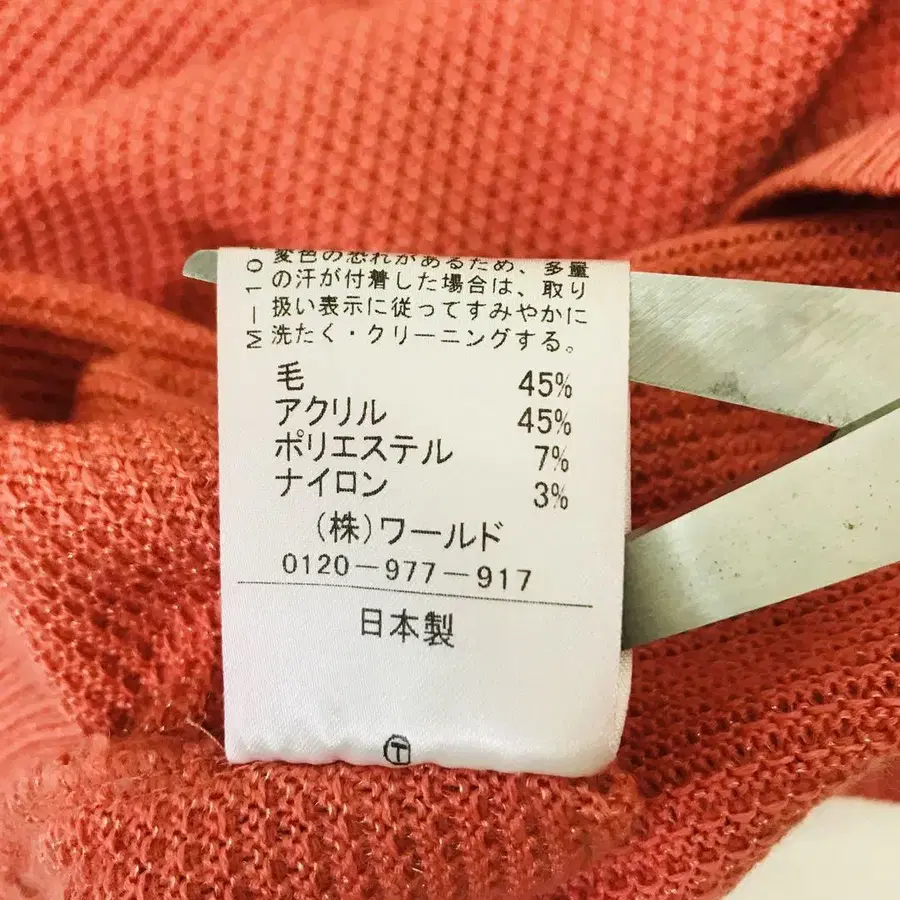 変色の恐れがあるため、多量
の汗が付着した場合は、取り
扱い表示に従ってすみやかに
洗たく・クリーニングする。
M-10
毛 45%
アクリル 45%
ポリエステル 7%
ナイロン 3%
(株)ワールド
0120-977-917
日本製
Ⓣ